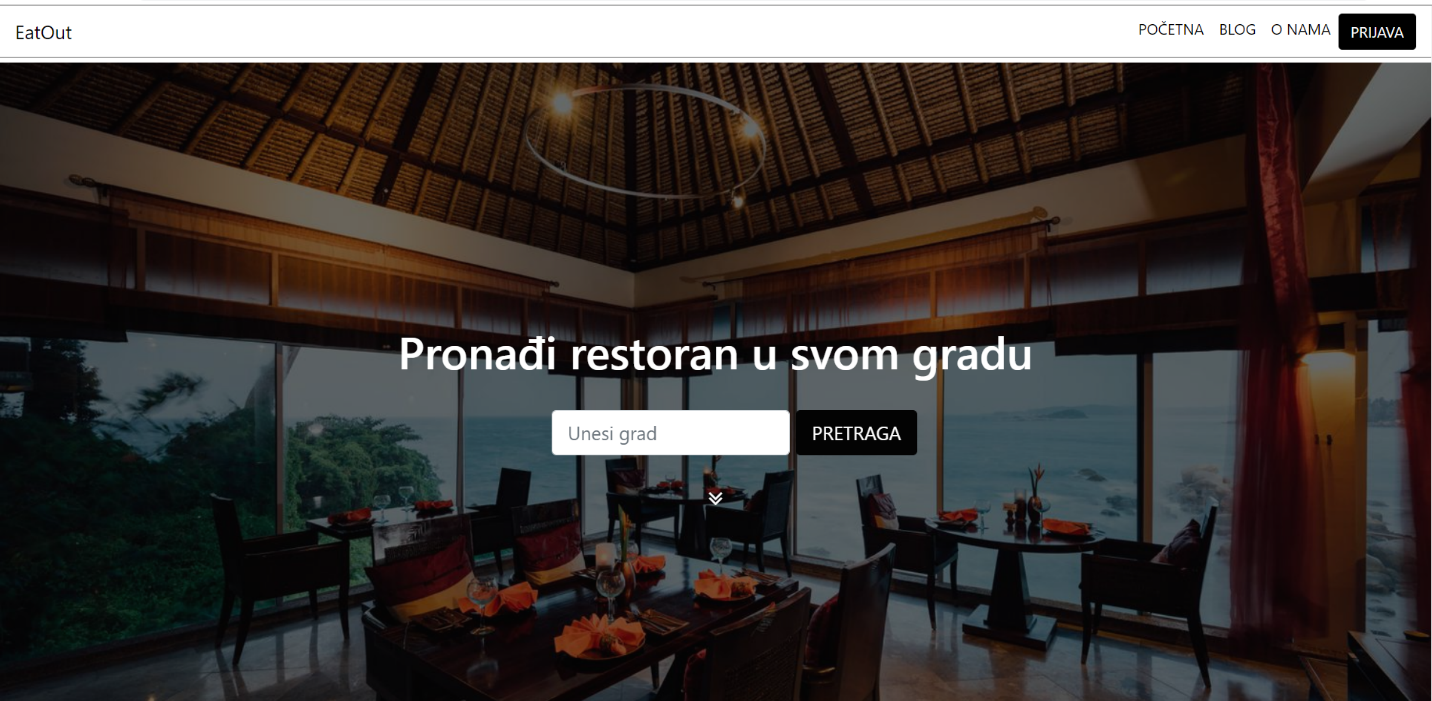 EatOut
POČETNA BLOG O NAMA PRIJAVA
Pronađi restoran u svom gradu
Unesi grad PRETRAGA